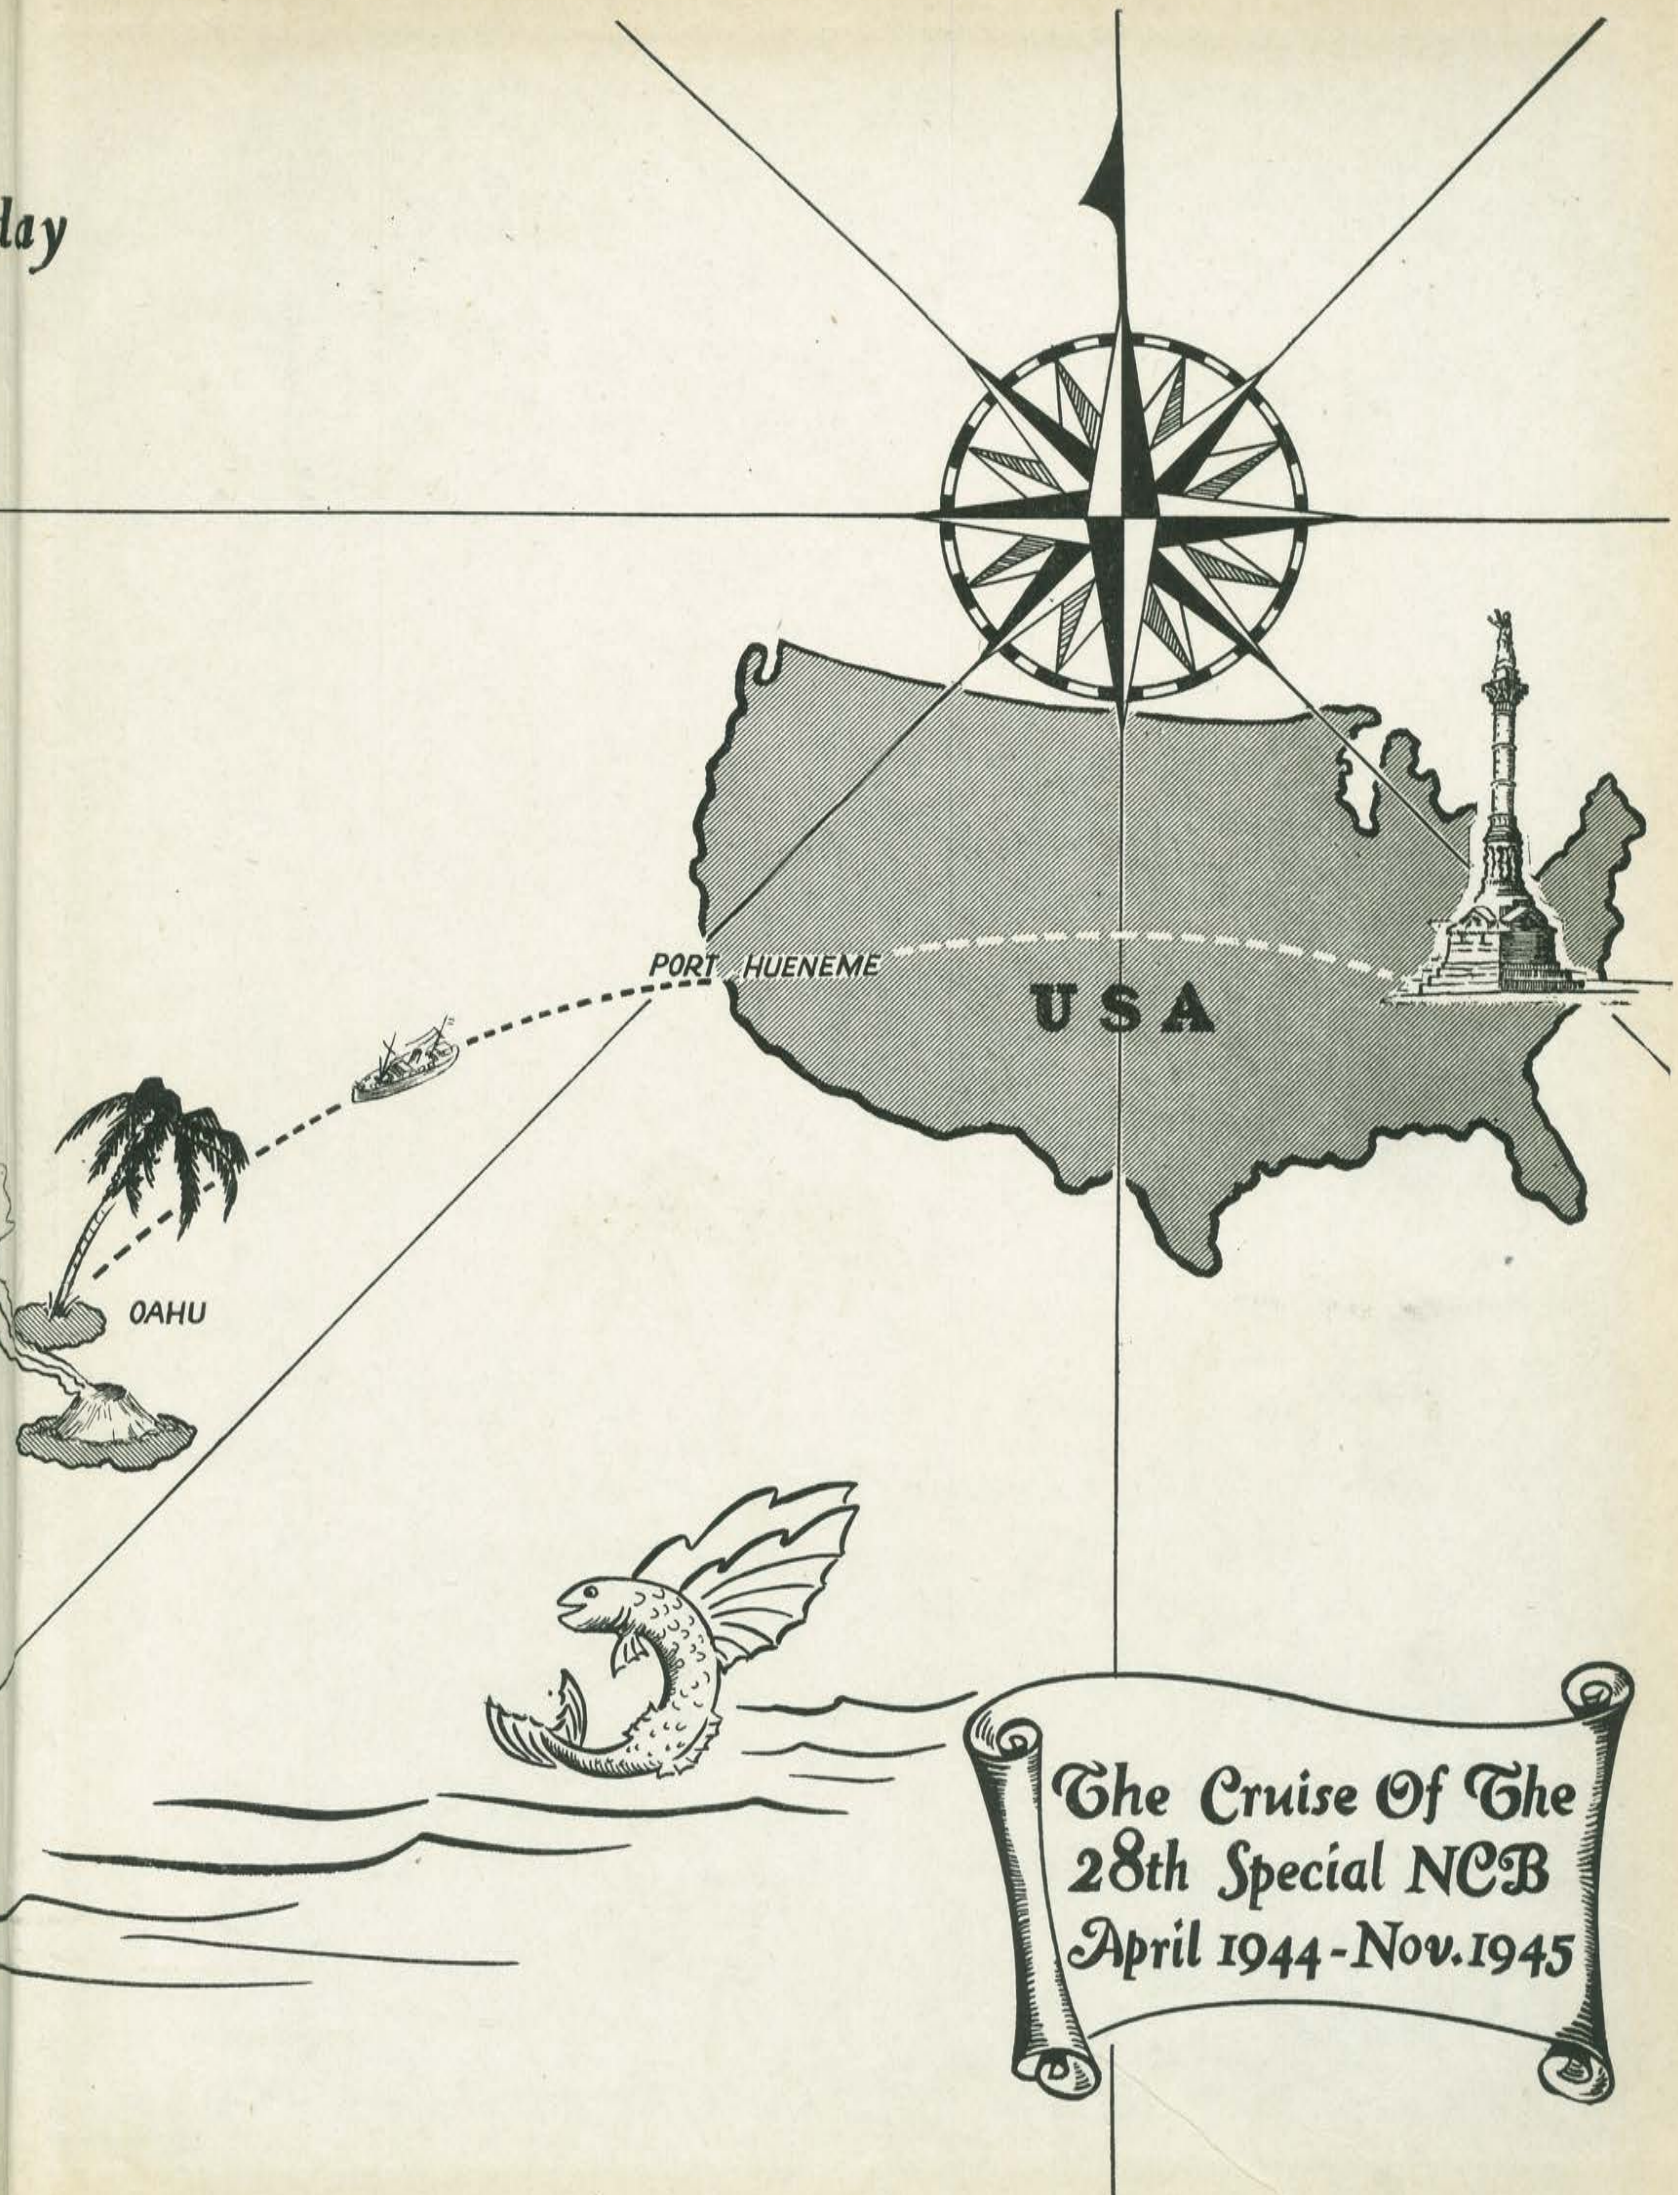 day
PORT HUENEME
USA
OAHU
The Cruise Of The
28th Special NCB
April 1944-Nov.1945